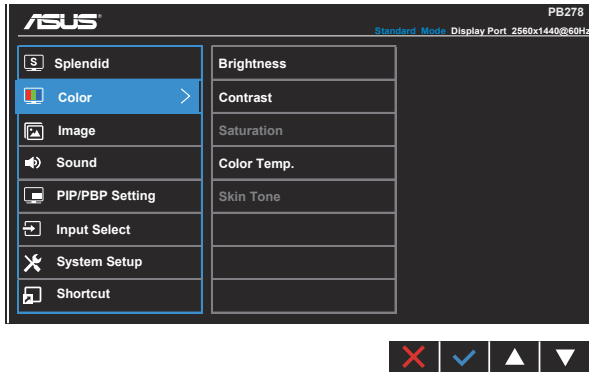 ASUS
PB278
Standard Mode Display Port 2560x1440@60Hz
S Splendid
Color
Image
Sound
PIP/PBP Setting
Input Select
System Setup
Shortcut
Brightness
Contrast
Saturation
Color Temp.
Skin Tone